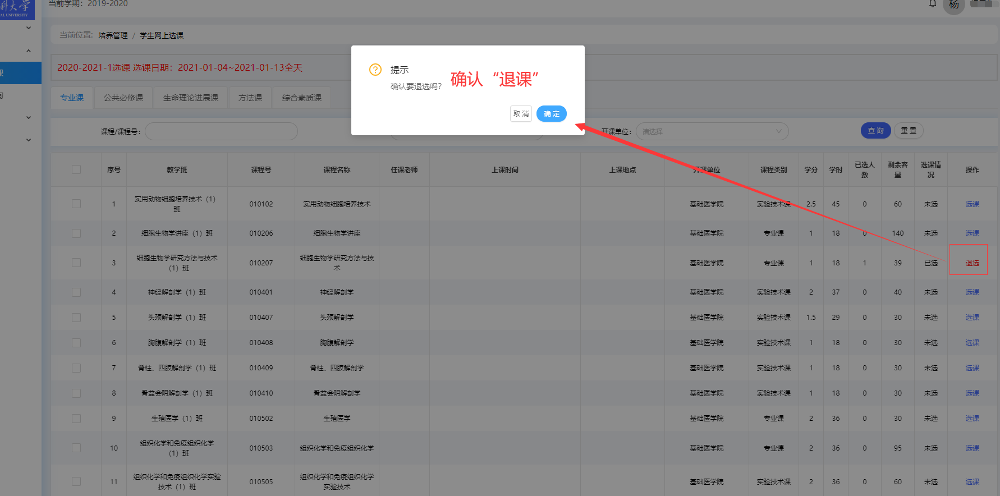 科大学
AL UNIVERSITY
当前学期：2019-2020
杨
当前位置: 培养管理 / 学生网上选课
课
询
2020-2021-1选课 选课日期：2021-01-04~2021-01-13全天
提示
确认要退选吗?
确认“退课”
取 消 确 定
专业课 公共必修课 生命理论进展课 方法课 综合素质课
课程/课程号： 开课单位： 请选择 查 询 重 置
序号 教学班 课程号 课程名称 任课老师 上课时间 上课地点 开课单位 课程类别 学分 学时 已选人数 剩余容量 选课情况 操作
1 实用动物细胞培养技术（1）班 010102 实用动物细胞培养技术 基础医学院 实验技术课 2.5 45 0 60 未选 选课
2 细胞生物学讲座（1）班 010206 细胞生物学讲座 基础医学院 专业课 1 18 0 140 未选 选课
3 细胞生物学研究方法与技术（1）班 010207 细胞生物学研究方法与技术 基础医学院 专业课 1 18 1 39 已选 退选
4 神经解剖学（1）班 010401 神经解剖学 基础医学院 实验技术课 2 37 0 40 未选 选课
5 头颈解剖学（1）班 010407 头颈解剖学 基础医学院 实验技术课 1.5 29 0 30 未选 选课
6 胸腹解剖学（1）班 010408 胸腹解剖学 基础医学院 实验技术课 1 18 0 30 未选 选课
7 脊柱、四肢解剖学（1）班 010409 脊柱、四肢解剖学 基础医学院 实验技术课 1 18 0 30 未选 选课
8 骨盆会阴解剖学（1）班 010410 骨盆会阴解剖学 基础医学院 实验技术课 1 18 0 30 未选 选课
9 生殖医学（1）班 010502 生殖医学 基础医学院 专业课 2 36 0 30 未选 选课
10 组织化学和免疫组织化学（1）班 010503 组织化学和免疫组织化学 基础医学院 专业课 2 36 0 95 未选 选课
11 组织化学和免疫组织化学实验技术（1）班 010505 组织化学和免疫组织化学实验技术 基础医学院 实验技术课 2 36 0 60 未选 选课